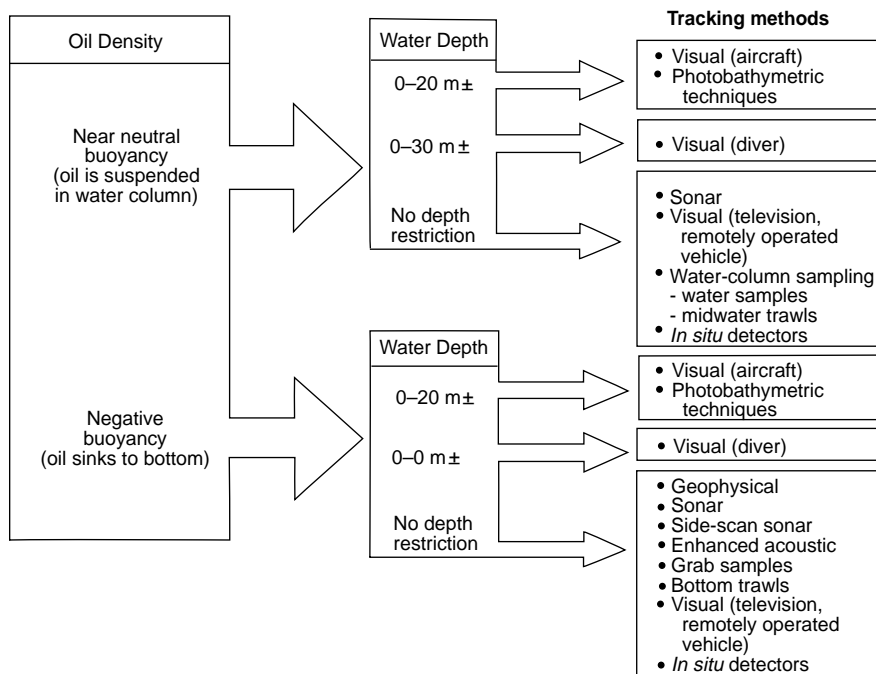 Tracking methods
Oil Density
Near neutral
buoyancy
(oil is suspended
in water column)
Water Depth
0–20 m±
0–30 m±
No depth
restriction
• Visual (aircraft)
• Photobathymetric
techniques
• Visual (diver)
• Sonar
• Visual (television,
remotely operated
vehicle)
• Water-column sampling
- water samples
- midwater trawls
• In situ detectors
Negative
buoyancy
(oil sinks to bottom)
Water Depth
0–20 m±
0–0 m±
No depth
restriction
• Visual (aircraft)
• Photobathymetric
techniques
• Visual (diver)
• Geophysical
• Sonar
• Side-scan sonar
• Enhanced acoustic
• Grab samples
• Bottom trawls
• Visual (television,
remotely operated
vehicle)
• In situ detectors